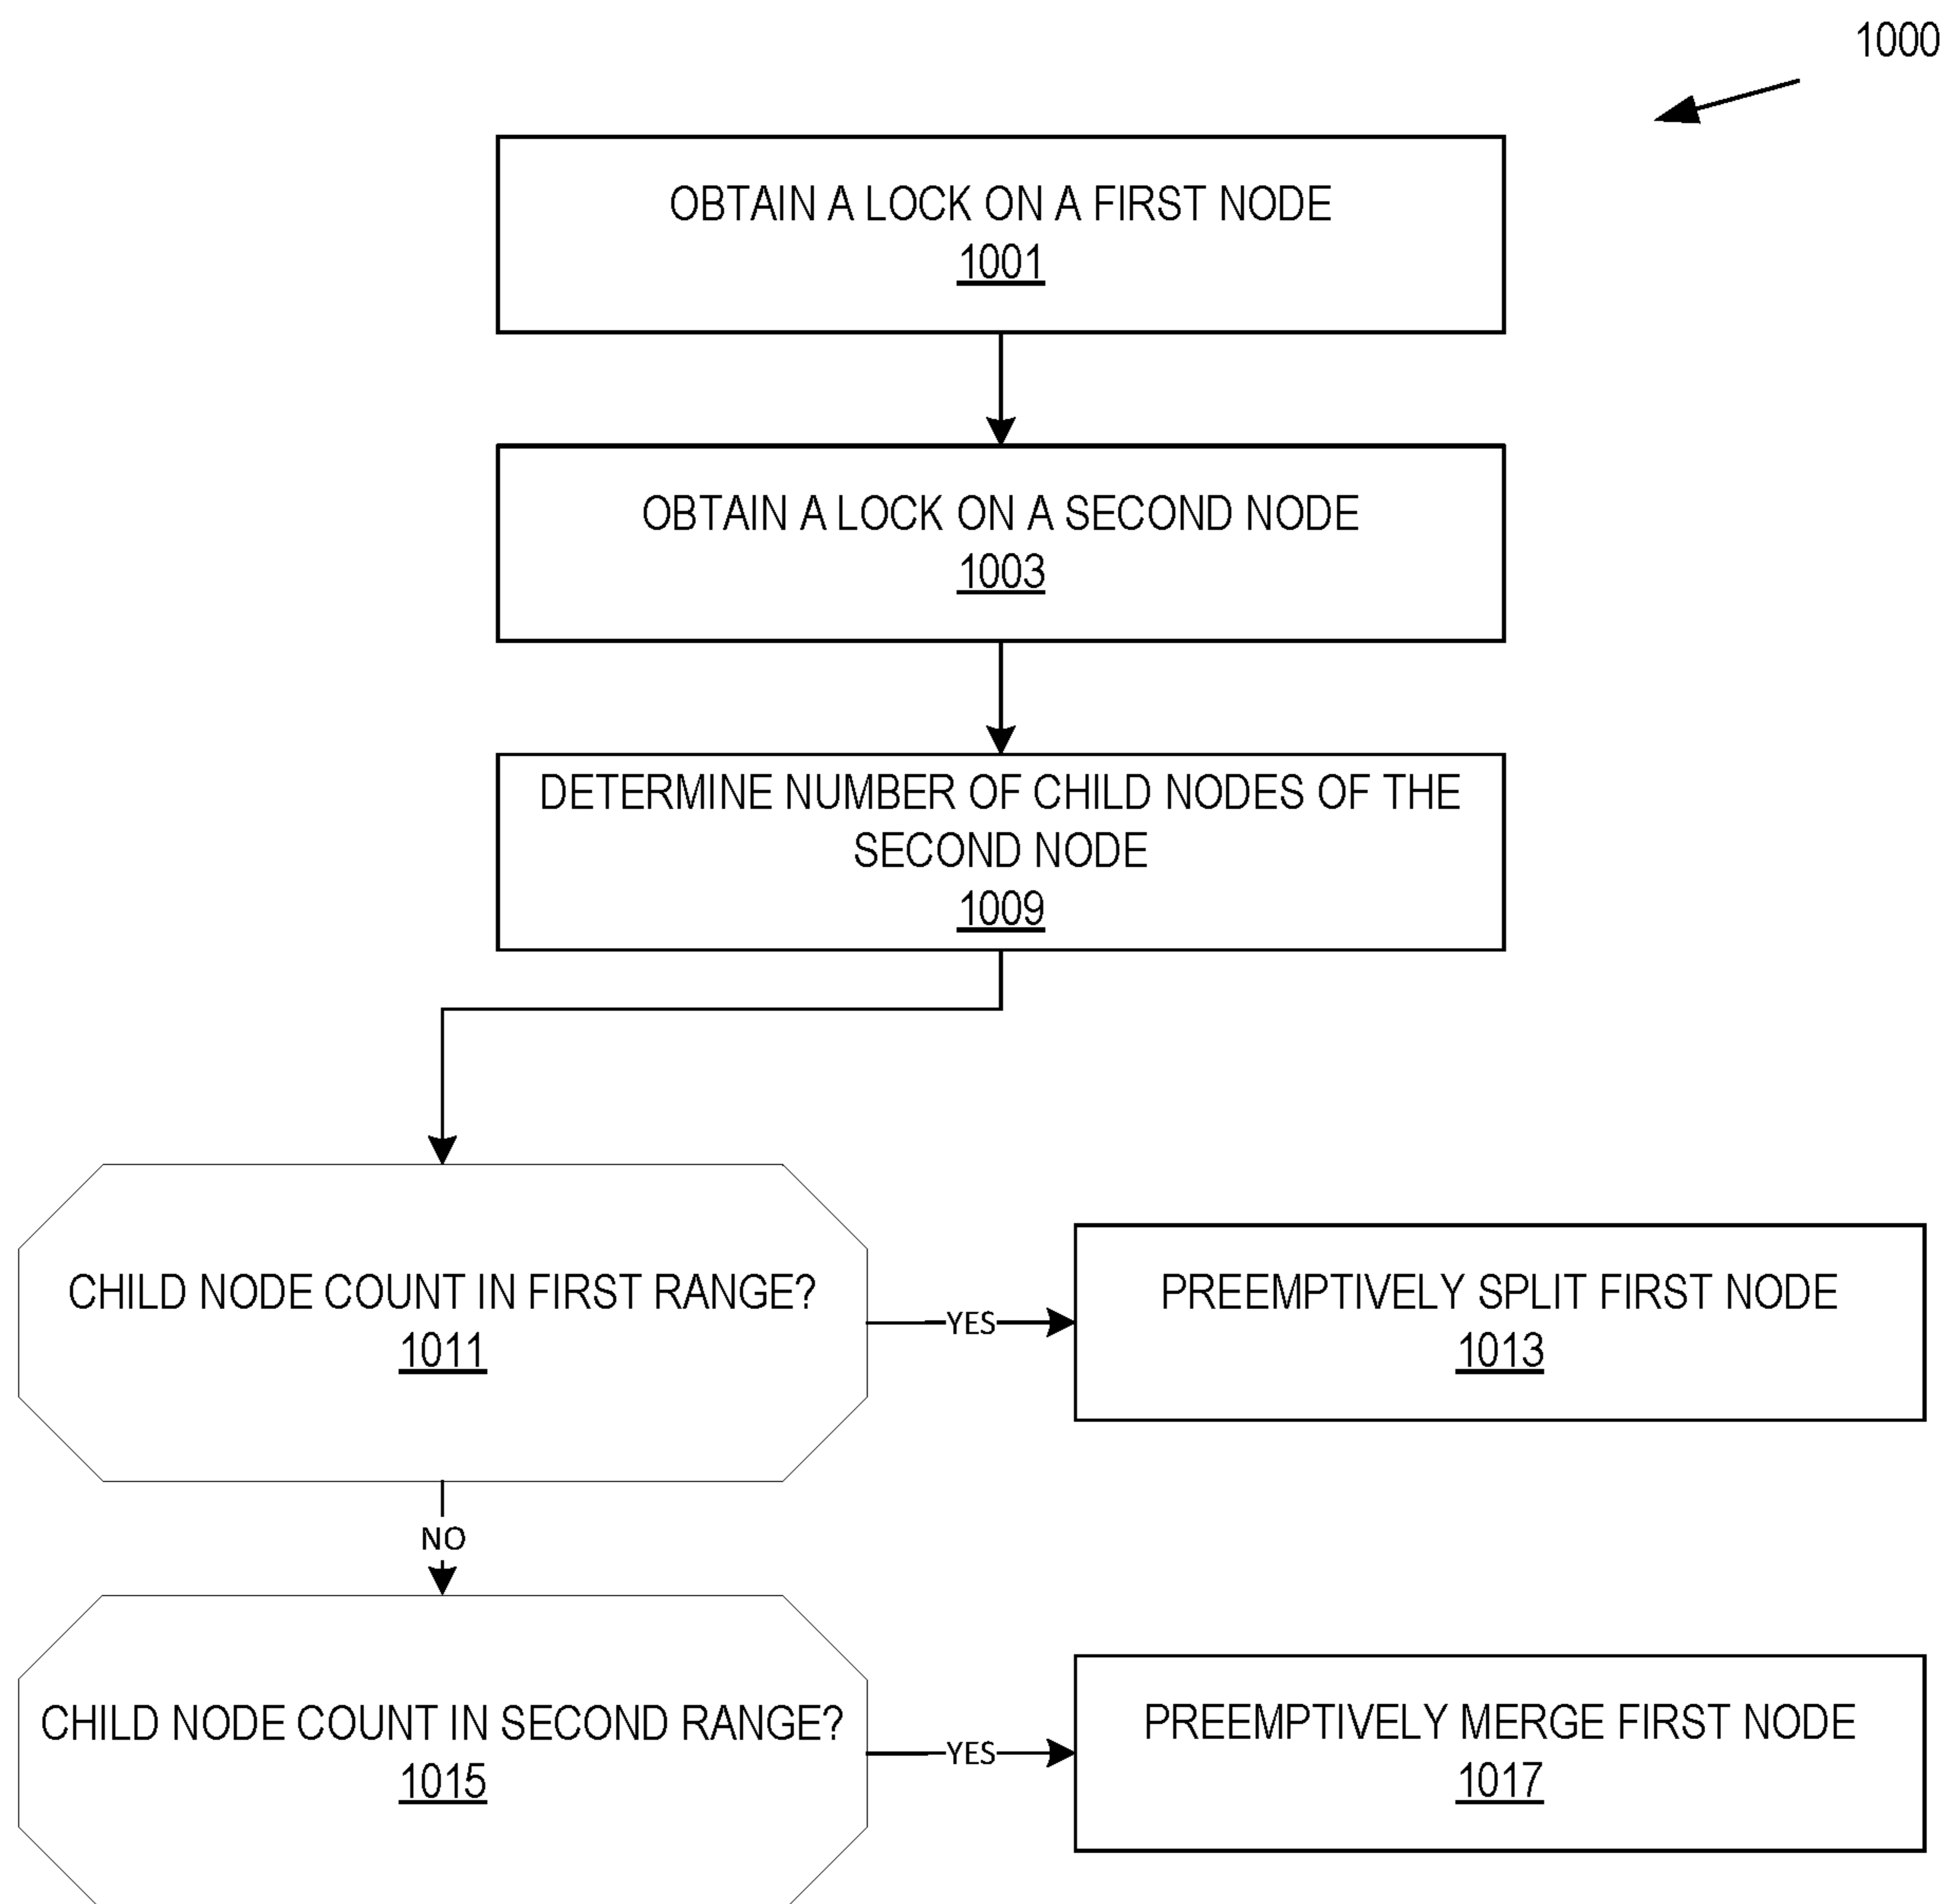 1000
OBTAIN A LOCK ON A FIRST NODE
1001
OBTAIN A LOCK ON A SECOND NODE
1003
DETERMINE NUMBER OF CHILD NODES OF THE
SECOND NODE
1009
CHILD NODE COUNT IN FIRST RANGE?
1011
YES
PREEMPTIVELY SPLIT FIRST NODE
1013
NO
CHILD NODE COUNT IN SECOND RANGE?
1015
YES
PREEMPTIVELY MERGE FIRST NODE
1017